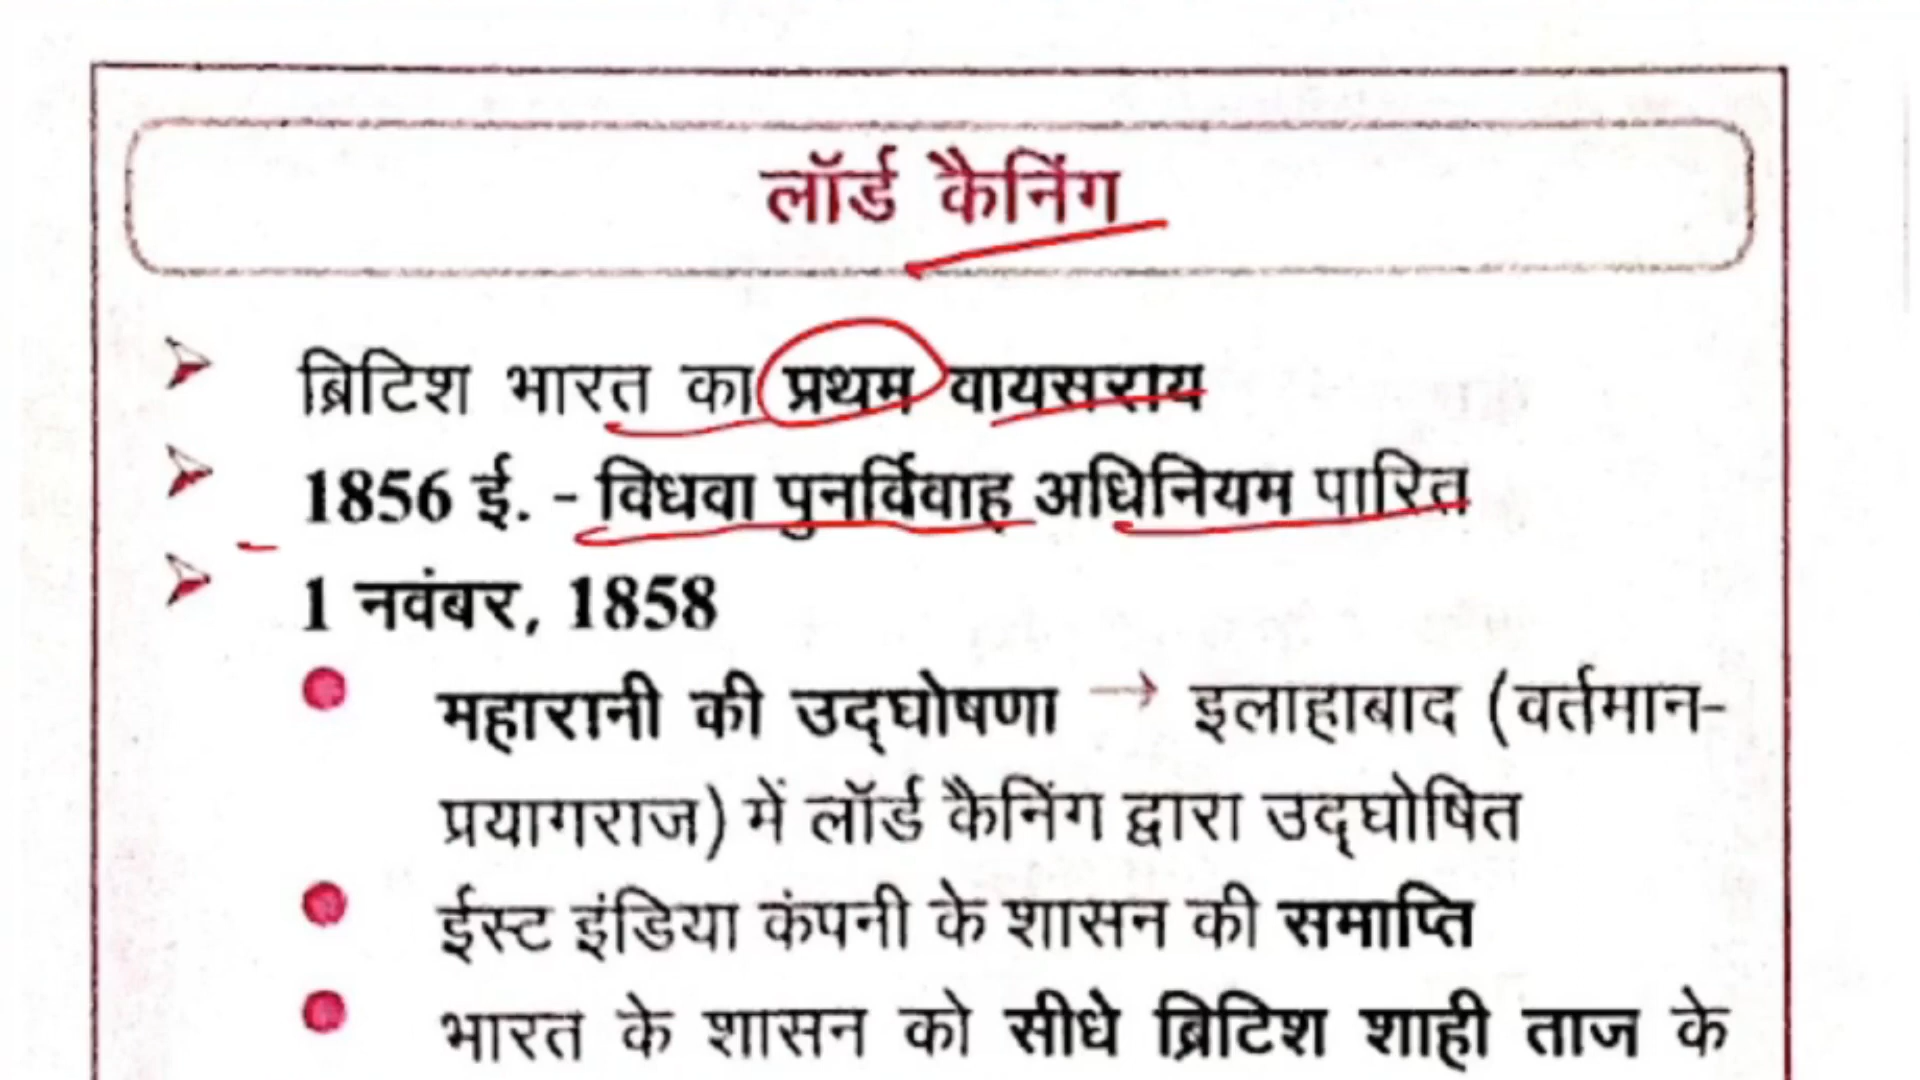 लॉर्ड कैनिंग
ब्रिटिश भारत का प्रथम वायसराय
1856 ई. - विधवा पुनर्विवाह अधिनियम पारित
1 नवंबर, 1858
महारानी की उद्घोषणा → इलाहाबाद (वर्तमान-
प्रयागराज) में लॉर्ड कैनिंग द्वारा उद्घोषित
ईस्ट इंडिया कंपनी के शासन की समाप्ति
भारत के शासन को सीधे ब्रिटिश शाही ताज के